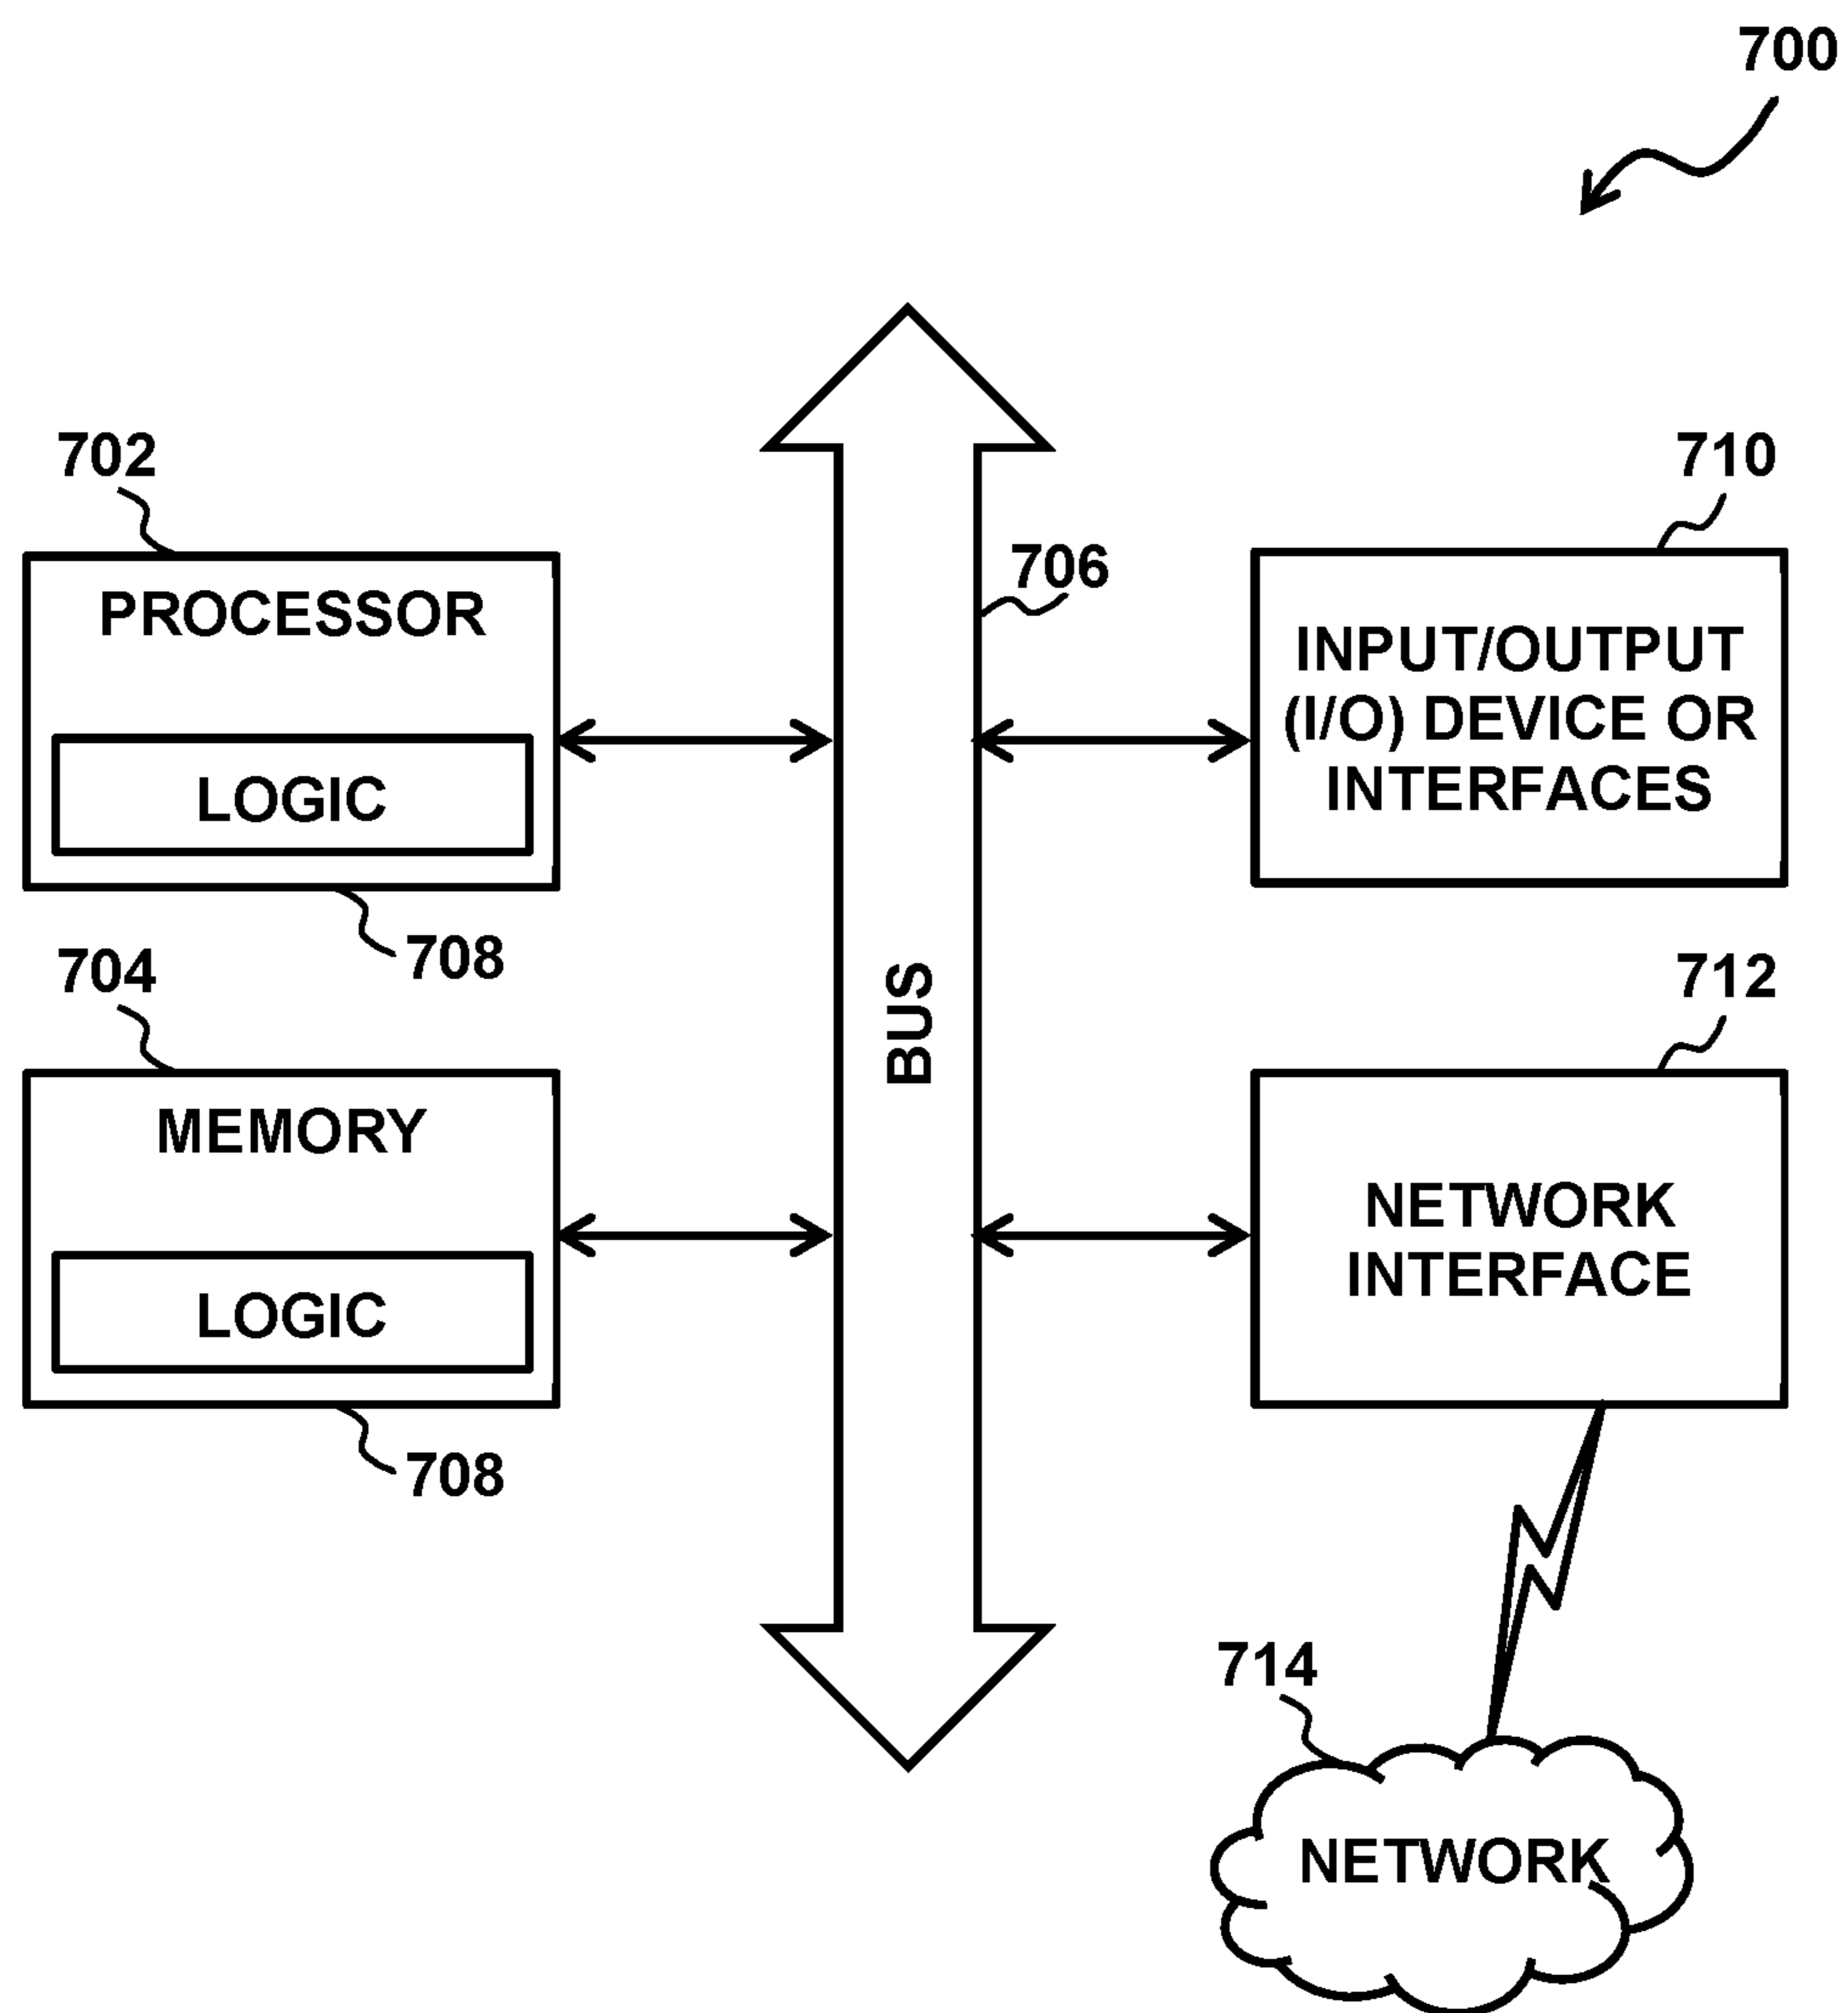 700
702
PROCESSOR
LOGIC
708
704
MEMORY
LOGIC
708
BUS
706
710
INPUT/OUTPUT
(I/O) DEVICE OR
INTERFACES
712
NETWORK
INTERFACE
714
NETWORK